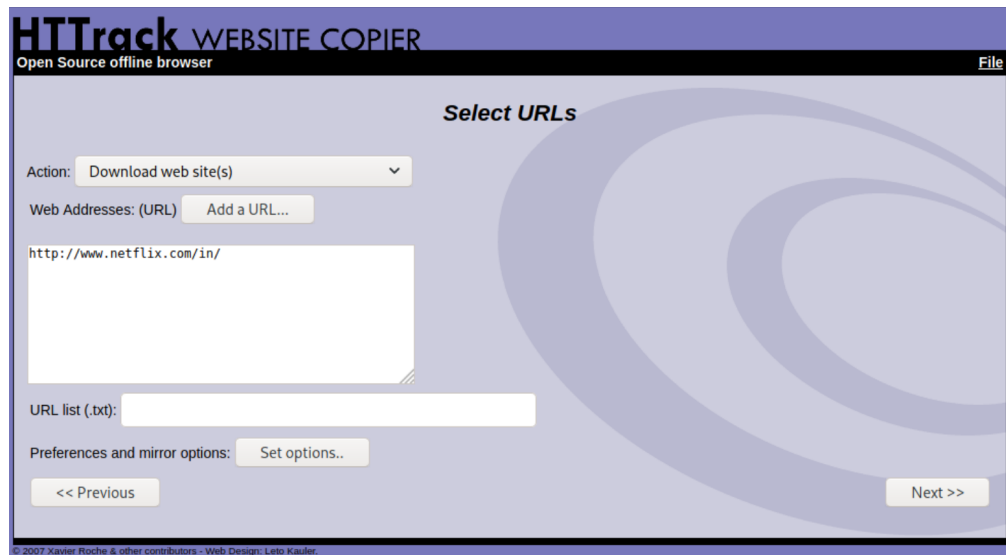 HTTrack WEBSITE COPIER
Open Source offline browser
File
Select URLs
Action: Download web site(s)
Web Addresses: (URL) Add a URL...
http://www.netflix.com/in/
URL list (.txt):
Preferences and mirror options: Set options..
<< Previous
Next >>
© 2007 Xavier Roche & other contributors - Web Design: Leto Kauler.